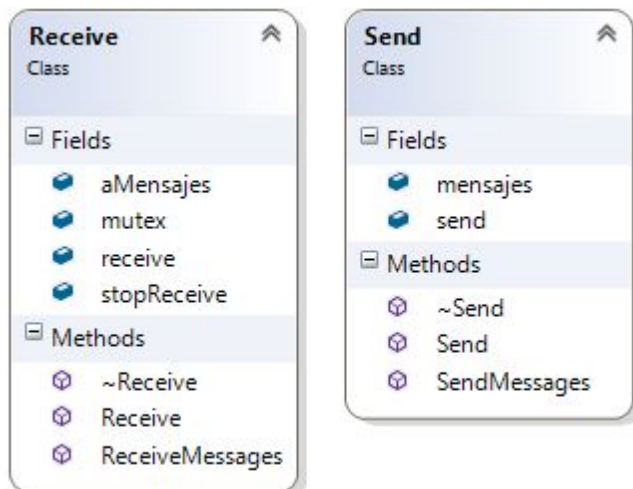 Receive
Class
Fields
aMensajes
mutex
receive
stopReceive
Methods
~Receive
Receive
ReceiveMessages
Send
Class
Fields
mensajes
send
Methods
~Send
Send
SendMessages